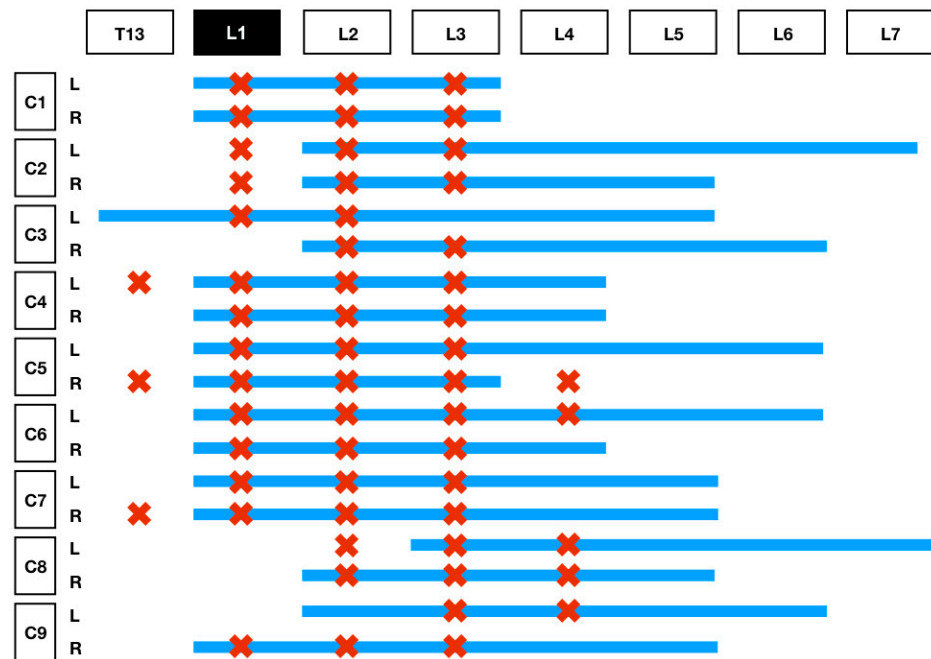 T13 L1 L2 L3 L4 L5 L6 L7
C1 L
R
C2 L
R
C3 L
R
C4 L
R
C5 L
R
C6 L
R
C7 L
R
C8 L
R
C9 L
R